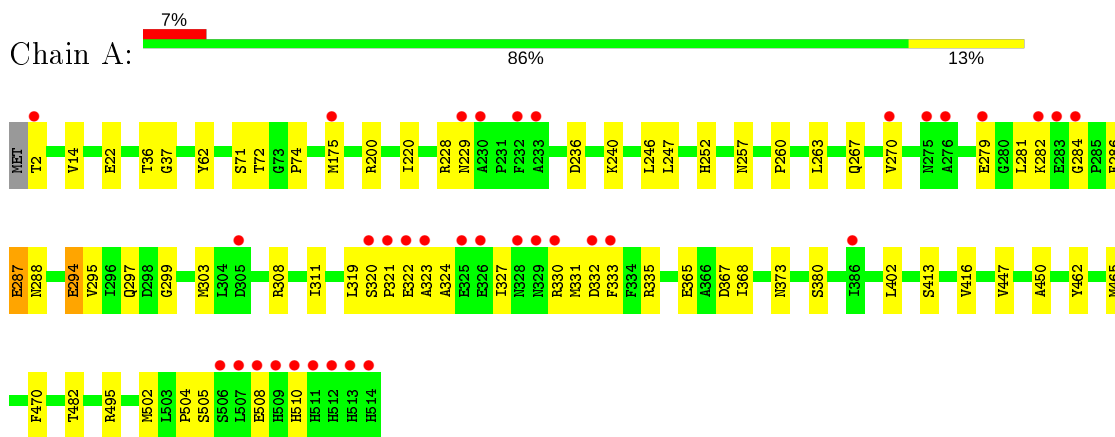 7%
Chain A:
86% 13%
MET T2 V14 E22 T36 G37 Y62 S71 T72 G73 P74 M175 R200 I220 R228 N229 A230 P231 F232 A233 D236 K240 L246 L247 H252 N257 P260 L263 Q267 V270 N275 A276 E279 G280 L281 K282 E283 G284 P285
E287 N288 E294 V295 I296 Q297 D298 G299 M303 L304 D305 R308 I311 L319 S320 P321 E322 A323 A324 E325 E326 I327 N328 N329 R330 M331 D332 F333 F334 R335 E365 A366 D367 I368 N373 S380 I386 L402 S413 V416 V447 A450 Y462 M465
F470 T482 R495 M502 L503 P504 S505 S506 L507 E508 H509 H510 H511 H512 H513 H514